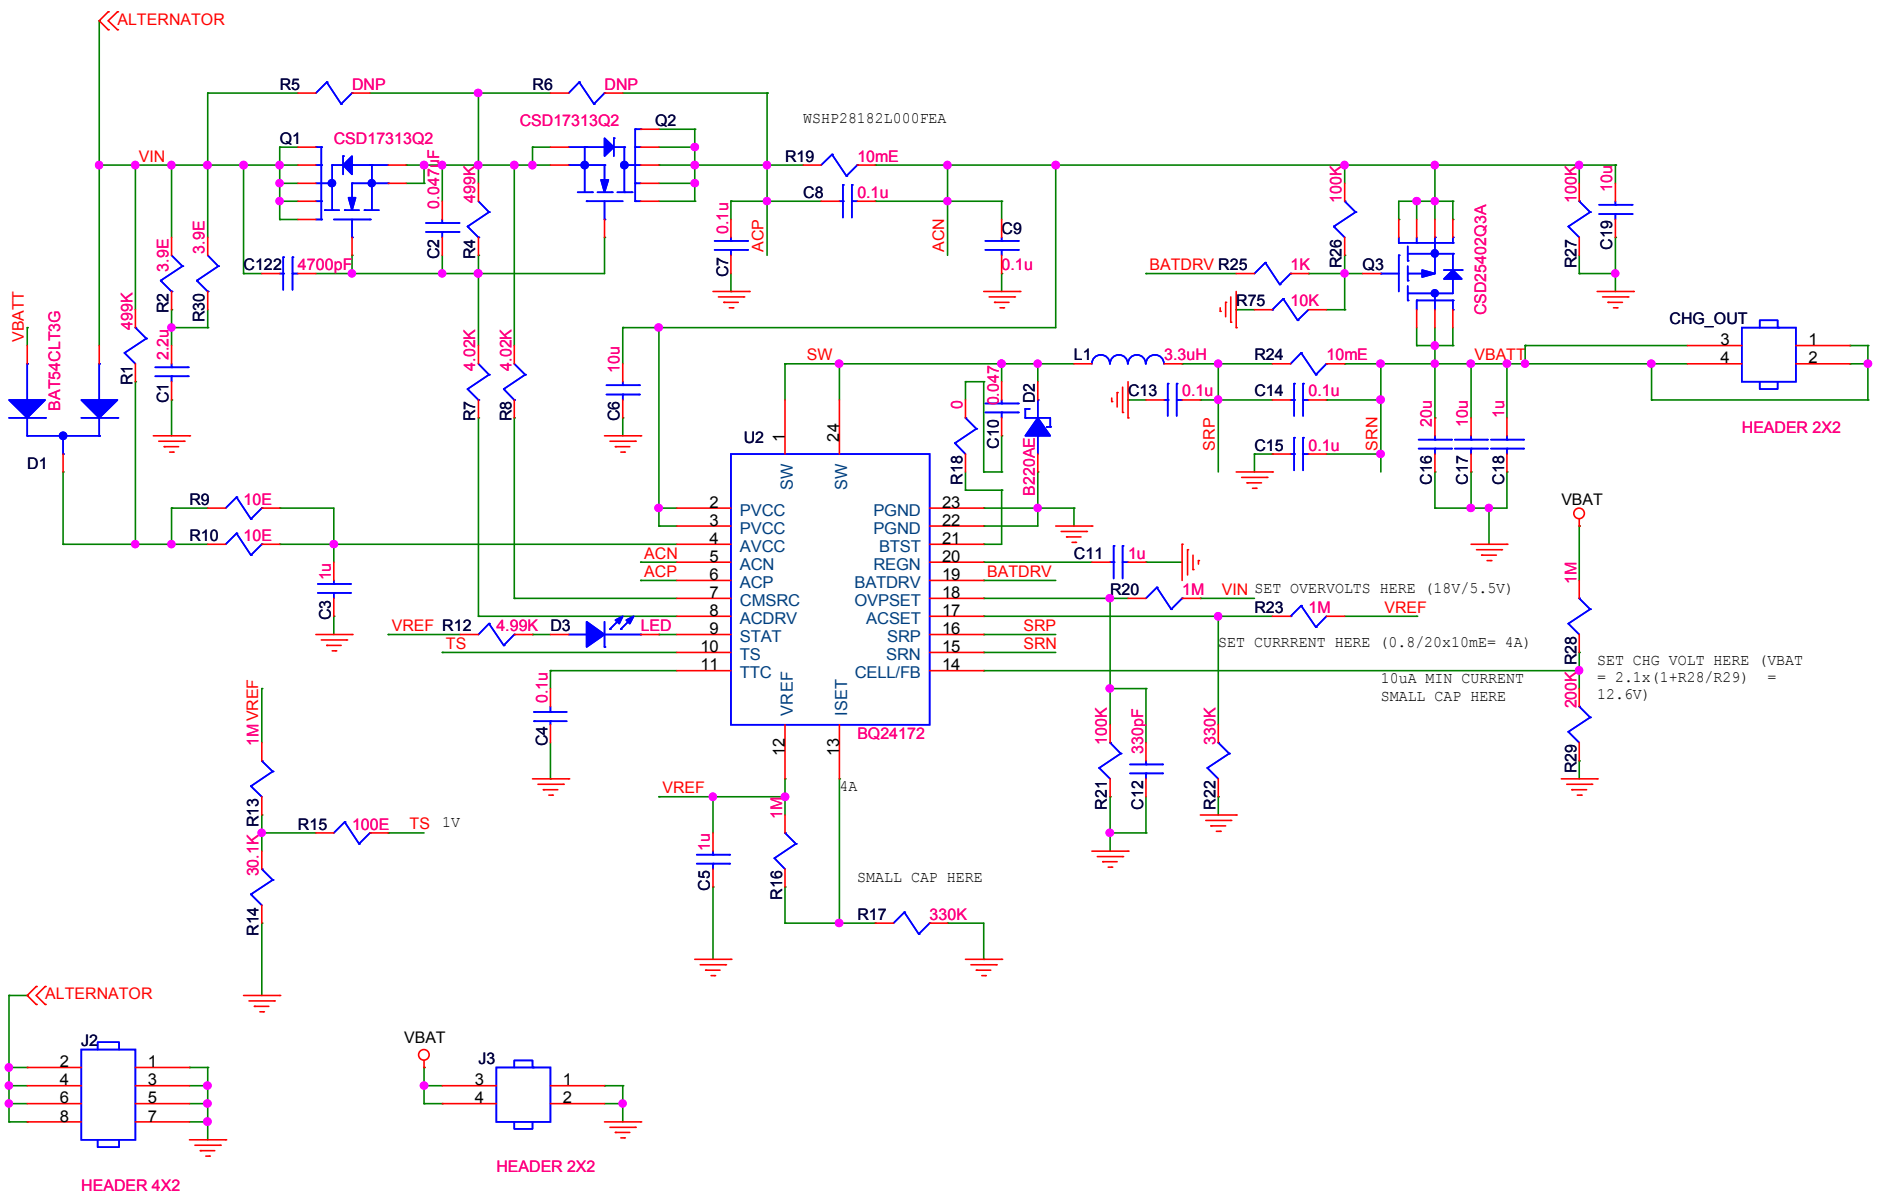 ALTERNATOR
R5 DNP
R6 DNP
CSD17313Q2
Q1 CSD17313Q2
Q2
WSHP28182L000FEA
VIN
R19 10mE
0.047uF
C2
499K
R4
C8 0.1u
0.1u
C7
ACP
ACN
C9
0.1u
100K
R26
100K
R27
10u
C19
3.9E
R2
3.9E
R30
C122 4700pF
BATDRV R25 1K
Q3
CSD25402Q3A
R75 10K
VBATT
BAT54CLT3G
D1
499K
R1
2.2u
C1
4.02K
R7
4.02K
R8
10u
C6
SW
L1 3.3uH
R24 10mE
VBATT
CHG_OUT
3 1
4 2
HEADER 2X2
0
R18
0.047
C10
D2
B220AE
C13 0.1u
C14 0.1u
C15 0.1u
SRP
SRN
20u
C16
10u
C17
1u
C18
U2
1
24
SW
SW
R9 10E
R10 10E
1u
C3
2 PVCC
3 PVCC
4 AVCC
ACN 5 ACN
ACP 6 ACP
7 CMSRC
8 ACDRV
9 STAT
10 TS
11 TTC
PGND 23
PGND 22
BTST 21
REGN 20
BATDRV 19 BATDRV
OVPSET 18
ACSET 17
SRP 16 SRP
SRN 15 SRN
CELL/FB 14
VREF
ISET
12
13
BQ24172
VREF R12 4.99K D3 LED
TS
0.1u
C4
C11 1u
R20 1M VIN
SET OVERVOLTS HERE (18V/5.5V)
R23 1M VREF
SET CURRRENT HERE (0.8/20x10mE= 4A)
10uA MIN CURRENT
SMALL CAP HERE
VBAT
1M
R28
SET CHG VOLT HERE (VBAT
= 2.1x(1+R28/R29) =
12.6V)
200K
R29
100K
R21
330pF
C12
330K
R22
VREF
1M
R13
30.1K
R14
R15 100E TS 1V
VREF
4A
1u
C5
1M
R16
SMALL CAP HERE
R17 330K
ALTERNATOR
J2
2 1
4 3
6 5
8 7
HEADER 4X2
VBAT
J3
3 1
4 2
HEADER 2X2